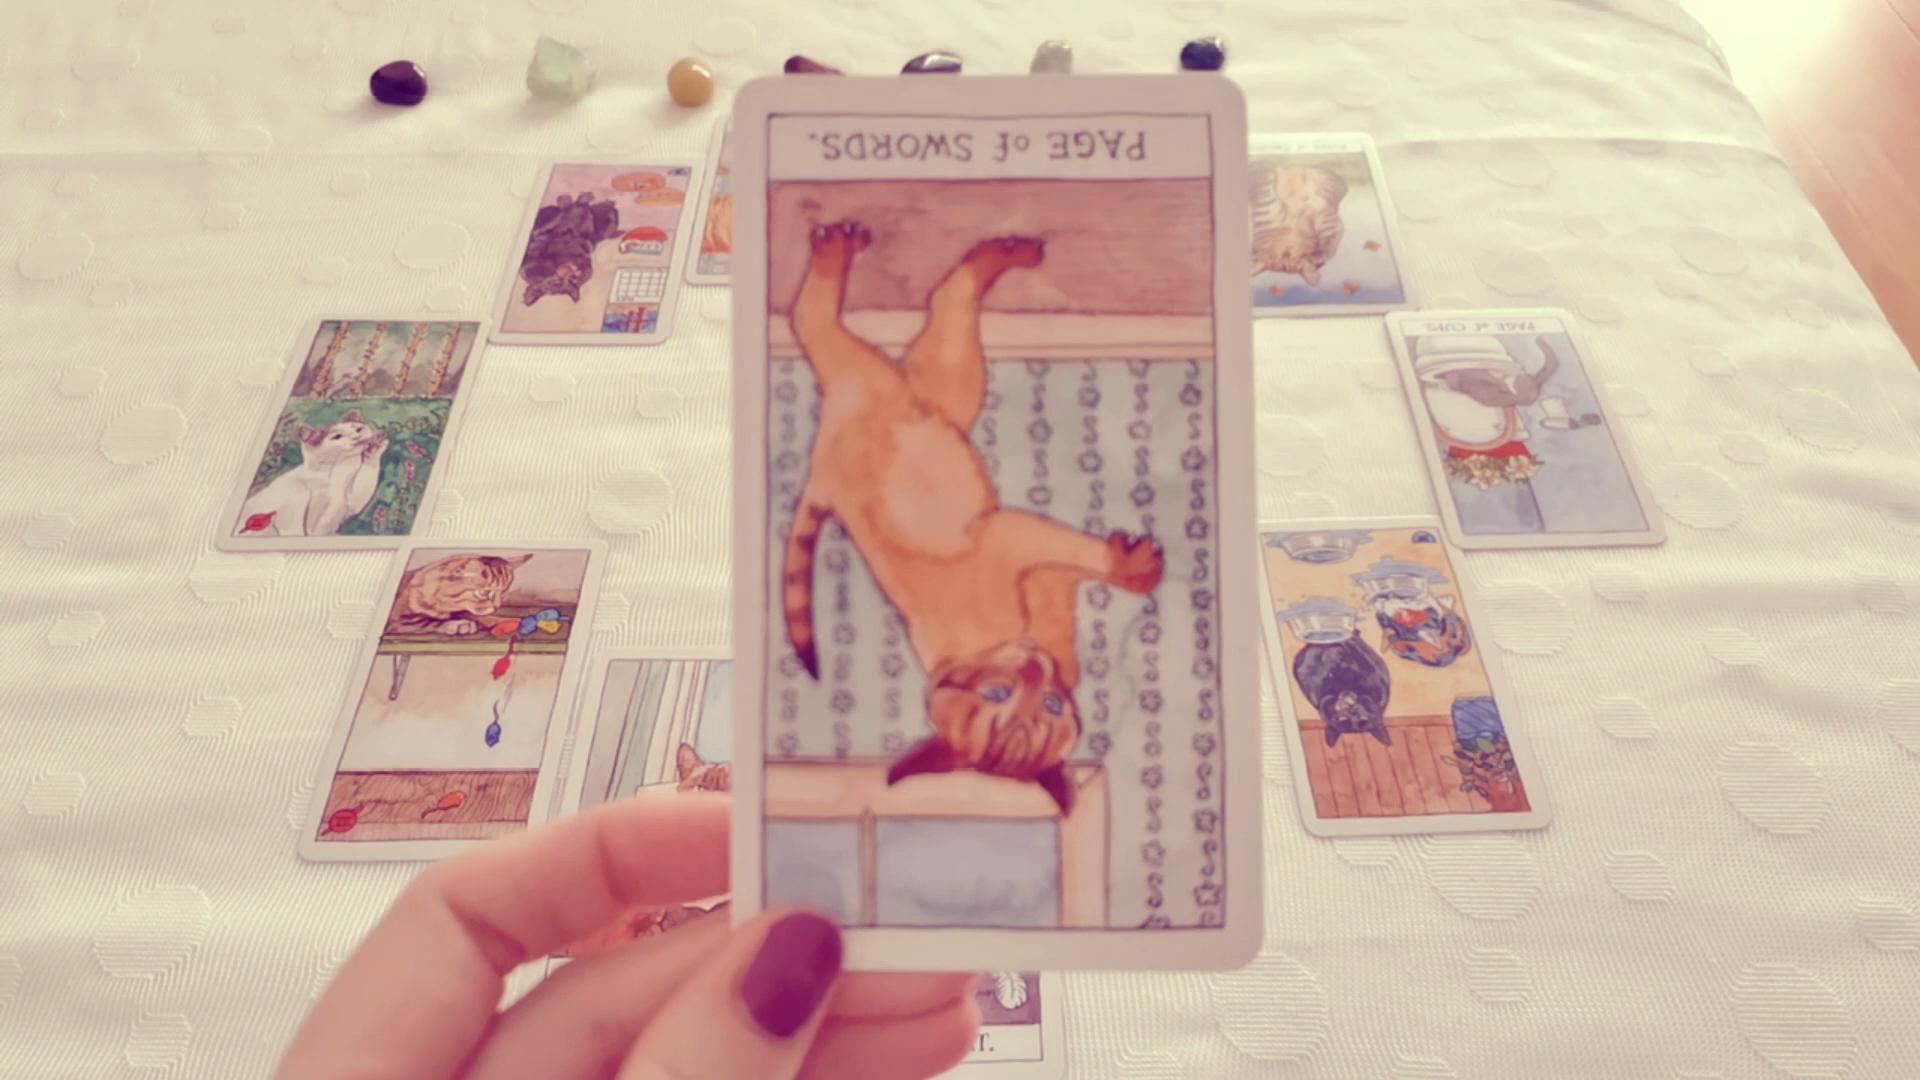 PAGE of SWORDS.
PAGE of CUPS.
T.